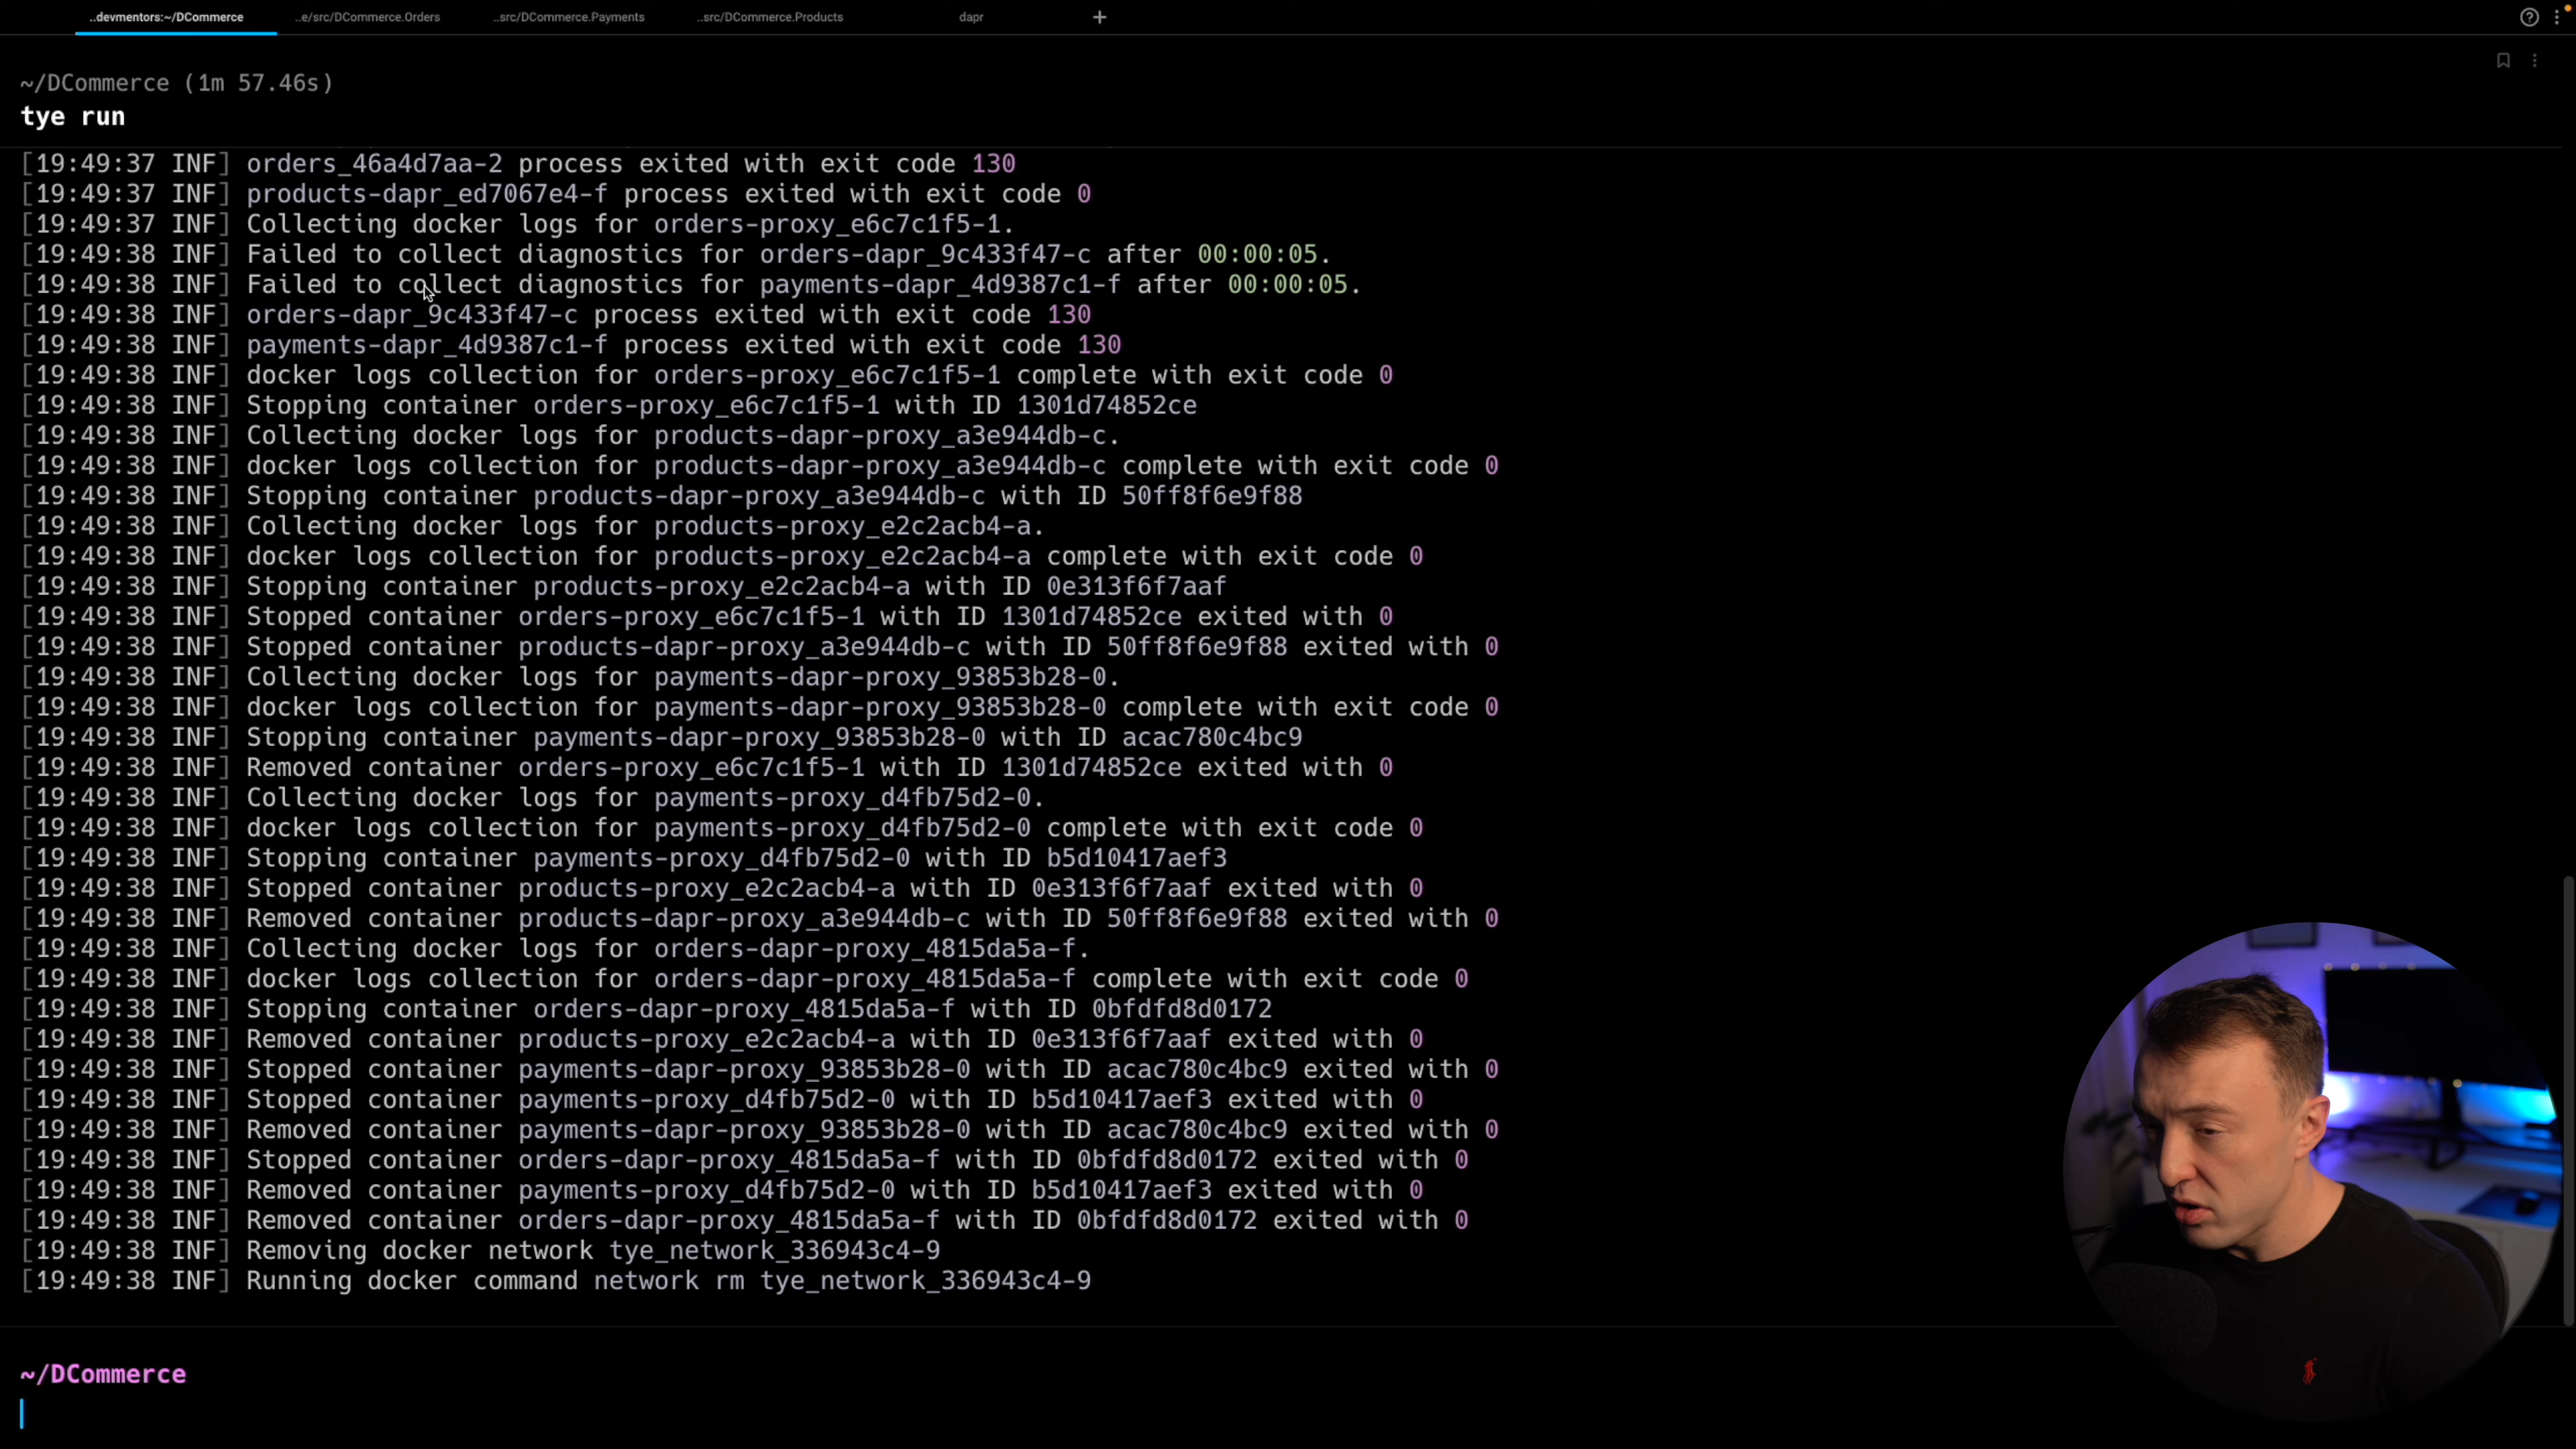 ..devmentors:~/DCommerce
..e/src/DCommerce.Orders
..src/DCommerce.Payments
..src/DCommerce.Products
dapr
+
~/DCommerce (1m 57.46s)
tye run
[19:49:37 INF] orders_46a4d7aa-2 process exited with exit code 130
[19:49:37 INF] products-dapr_ed7067e4-f process exited with exit code 0
[19:49:37 INF] Collecting docker logs for orders-proxy_e6c7c1f5-1.
[19:49:38 INF] Failed to collect diagnostics for orders-dapr_9c433f47-c after 00:00:05.
[19:49:38 INF] Failed to collect diagnostics for payments-dapr_4d9387c1-f after 00:00:05.
[19:49:38 INF] orders-dapr_9c433f47-c process exited with exit code 130
[19:49:38 INF] payments-dapr_4d9387c1-f process exited with exit code 130
[19:49:38 INF] docker logs collection for orders-proxy_e6c7c1f5-1 complete with exit code 0
[19:49:38 INF] Stopping container orders-proxy_e6c7c1f5-1 with ID 1301d74852ce
[19:49:38 INF] Collecting docker logs for products-dapr-proxy_a3e944db-c.
[19:49:38 INF] docker logs collection for products-dapr-proxy_a3e944db-c complete with exit code 0
[19:49:38 INF] Stopping container products-dapr-proxy_a3e944db-c with ID 50ff8f6e9f88
[19:49:38 INF] Collecting docker logs for products-proxy_e2c2acb4-a.
[19:49:38 INF] docker logs collection for products-proxy_e2c2acb4-a complete with exit code 0
[19:49:38 INF] Stopping container products-proxy_e2c2acb4-a with ID 0e313f6f7aaf
[19:49:38 INF] Stopped container orders-proxy_e6c7c1f5-1 with ID 1301d74852ce exited with 0
[19:49:38 INF] Stopped container products-dapr-proxy_a3e944db-c with ID 50ff8f6e9f88 exited with 0
[19:49:38 INF] Collecting docker logs for payments-dapr-proxy_93853b28-0.
[19:49:38 INF] docker logs collection for payments-dapr-proxy_93853b28-0 complete with exit code 0
[19:49:38 INF] Stopping container payments-dapr-proxy_93853b28-0 with ID acac780c4bc9
[19:49:38 INF] Removed container orders-proxy_e6c7c1f5-1 with ID 1301d74852ce exited with 0
[19:49:38 INF] Collecting docker logs for payments-proxy_d4fb75d2-0.
[19:49:38 INF] docker logs collection for payments-proxy_d4fb75d2-0 complete with exit code 0
[19:49:38 INF] Stopping container payments-proxy_d4fb75d2-0 with ID b5d10417aef3
[19:49:38 INF] Stopped container products-proxy_e2c2acb4-a with ID 0e313f6f7aaf exited with 0
[19:49:38 INF] Removed container products-dapr-proxy_a3e944db-c with ID 50ff8f6e9f88 exited with 0
[19:49:38 INF] Collecting docker logs for orders-dapr-proxy_4815da5a-f.
[19:49:38 INF] docker logs collection for orders-dapr-proxy_4815da5a-f complete with exit code 0
[19:49:38 INF] Stopping container orders-dapr-proxy_4815da5a-f with ID 0bfdfd8d0172
[19:49:38 INF] Removed container products-proxy_e2c2acb4-a with ID 0e313f6f7aaf exited with 0
[19:49:38 INF] Stopped container payments-dapr-proxy_93853b28-0 with ID acac780c4bc9 exited with 0
[19:49:38 INF] Stopped container payments-proxy_d4fb75d2-0 with ID b5d10417aef3 exited with 0
[19:49:38 INF] Removed container payments-dapr-proxy_93853b28-0 with ID acac780c4bc9 exited with 0
[19:49:38 INF] Stopped container orders-dapr-proxy_4815da5a-f with ID 0bfdfd8d0172 exited with 0
[19:49:38 INF] Removed container payments-proxy_d4fb75d2-0 with ID b5d10417aef3 exited with 0
[19:49:38 INF] Removed container orders-dapr-proxy_4815da5a-f with ID 0bfdfd8d0172 exited with 0
[19:49:38 INF] Removing docker network tye_network_336943c4-9
[19:49:38 INF] Running docker command network rm tye_network_336943c4-9
~/DCommerce